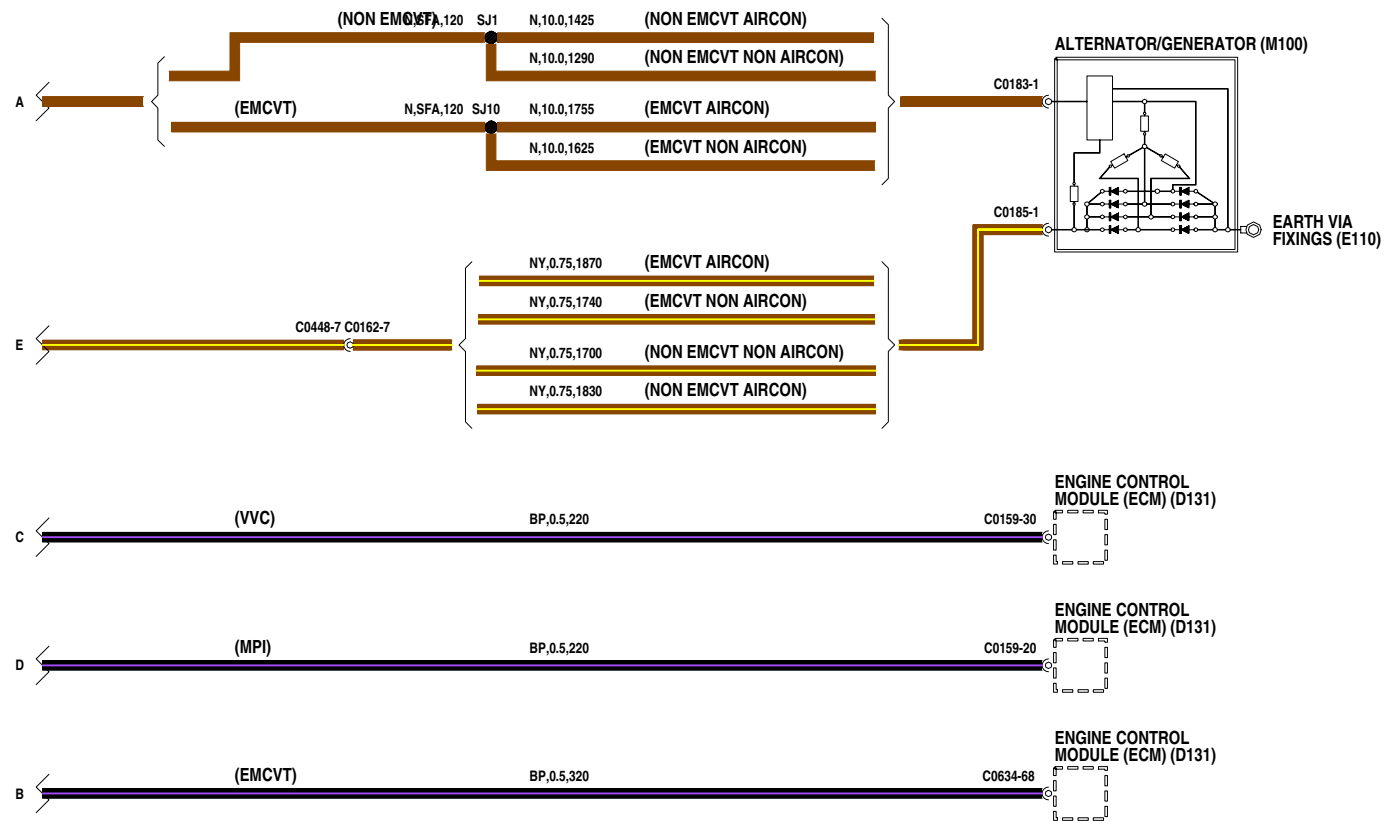 (NON EMCVT)
N,SFA,120 SJ1 N,10.0,1425 (NON EMCVT AIRCON)
N,10.0,1290 (NON EMCVT NON AIRCON)
ALTERNATOR/GENERATOR (M100)
C0183-1
A
(EMCVT) N,SFA,120 SJ10 N,10.0,1755 (EMCVT AIRCON)
N,10.0,1625 (EMCVT NON AIRCON)
C0185-1
EARTH VIA
FIXINGS (E110)
NY,0.75,1870 (EMCVT AIRCON)
NY,0.75,1740 (EMCVT NON AIRCON)
C0448-7 C0162-7
E
NY,0.75,1700 (NON EMCVT NON AIRCON)
NY,0.75,1830 (NON EMCVT AIRCON)
ENGINE CONTROL
MODULE (ECM) (D131)
(VVC) BP,0.5,220 C0159-30
C
ENGINE CONTROL
MODULE (ECM) (D131)
(MPI) BP,0.5,220 C0159-20
D
ENGINE CONTROL
MODULE (ECM) (D131)
(EMCVT) BP,0.5,320 C0634-68
B